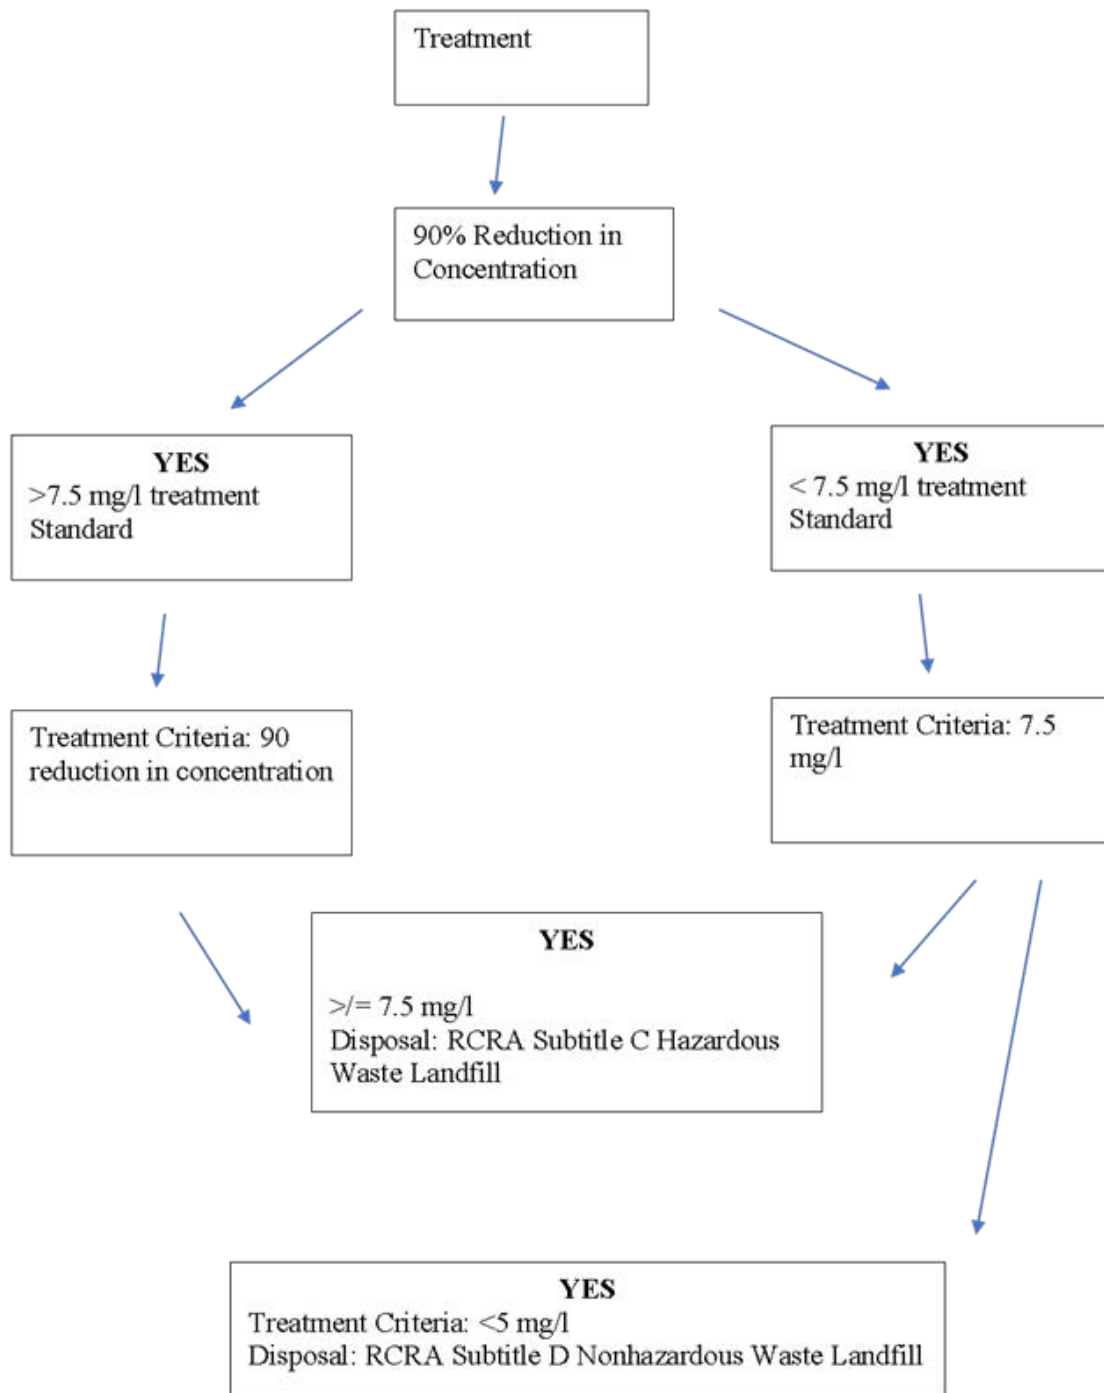 Treatment
90% Reduction in
Concentration
YES
>7.5 mg/l treatment
Standard
YES
< 7.5 mg/l treatment
Standard
Treatment Criteria: 90
reduction in concentration
Treatment Criteria: 7.5
mg/l
YES
>/= 7.5 mg/l
Disposal: RCRA Subtitle C Hazardous
Waste Landfill
YES
Treatment Criteria: <5 mg/l
Disposal: RCRA Subtitle D Nonhazardous Waste Landfill